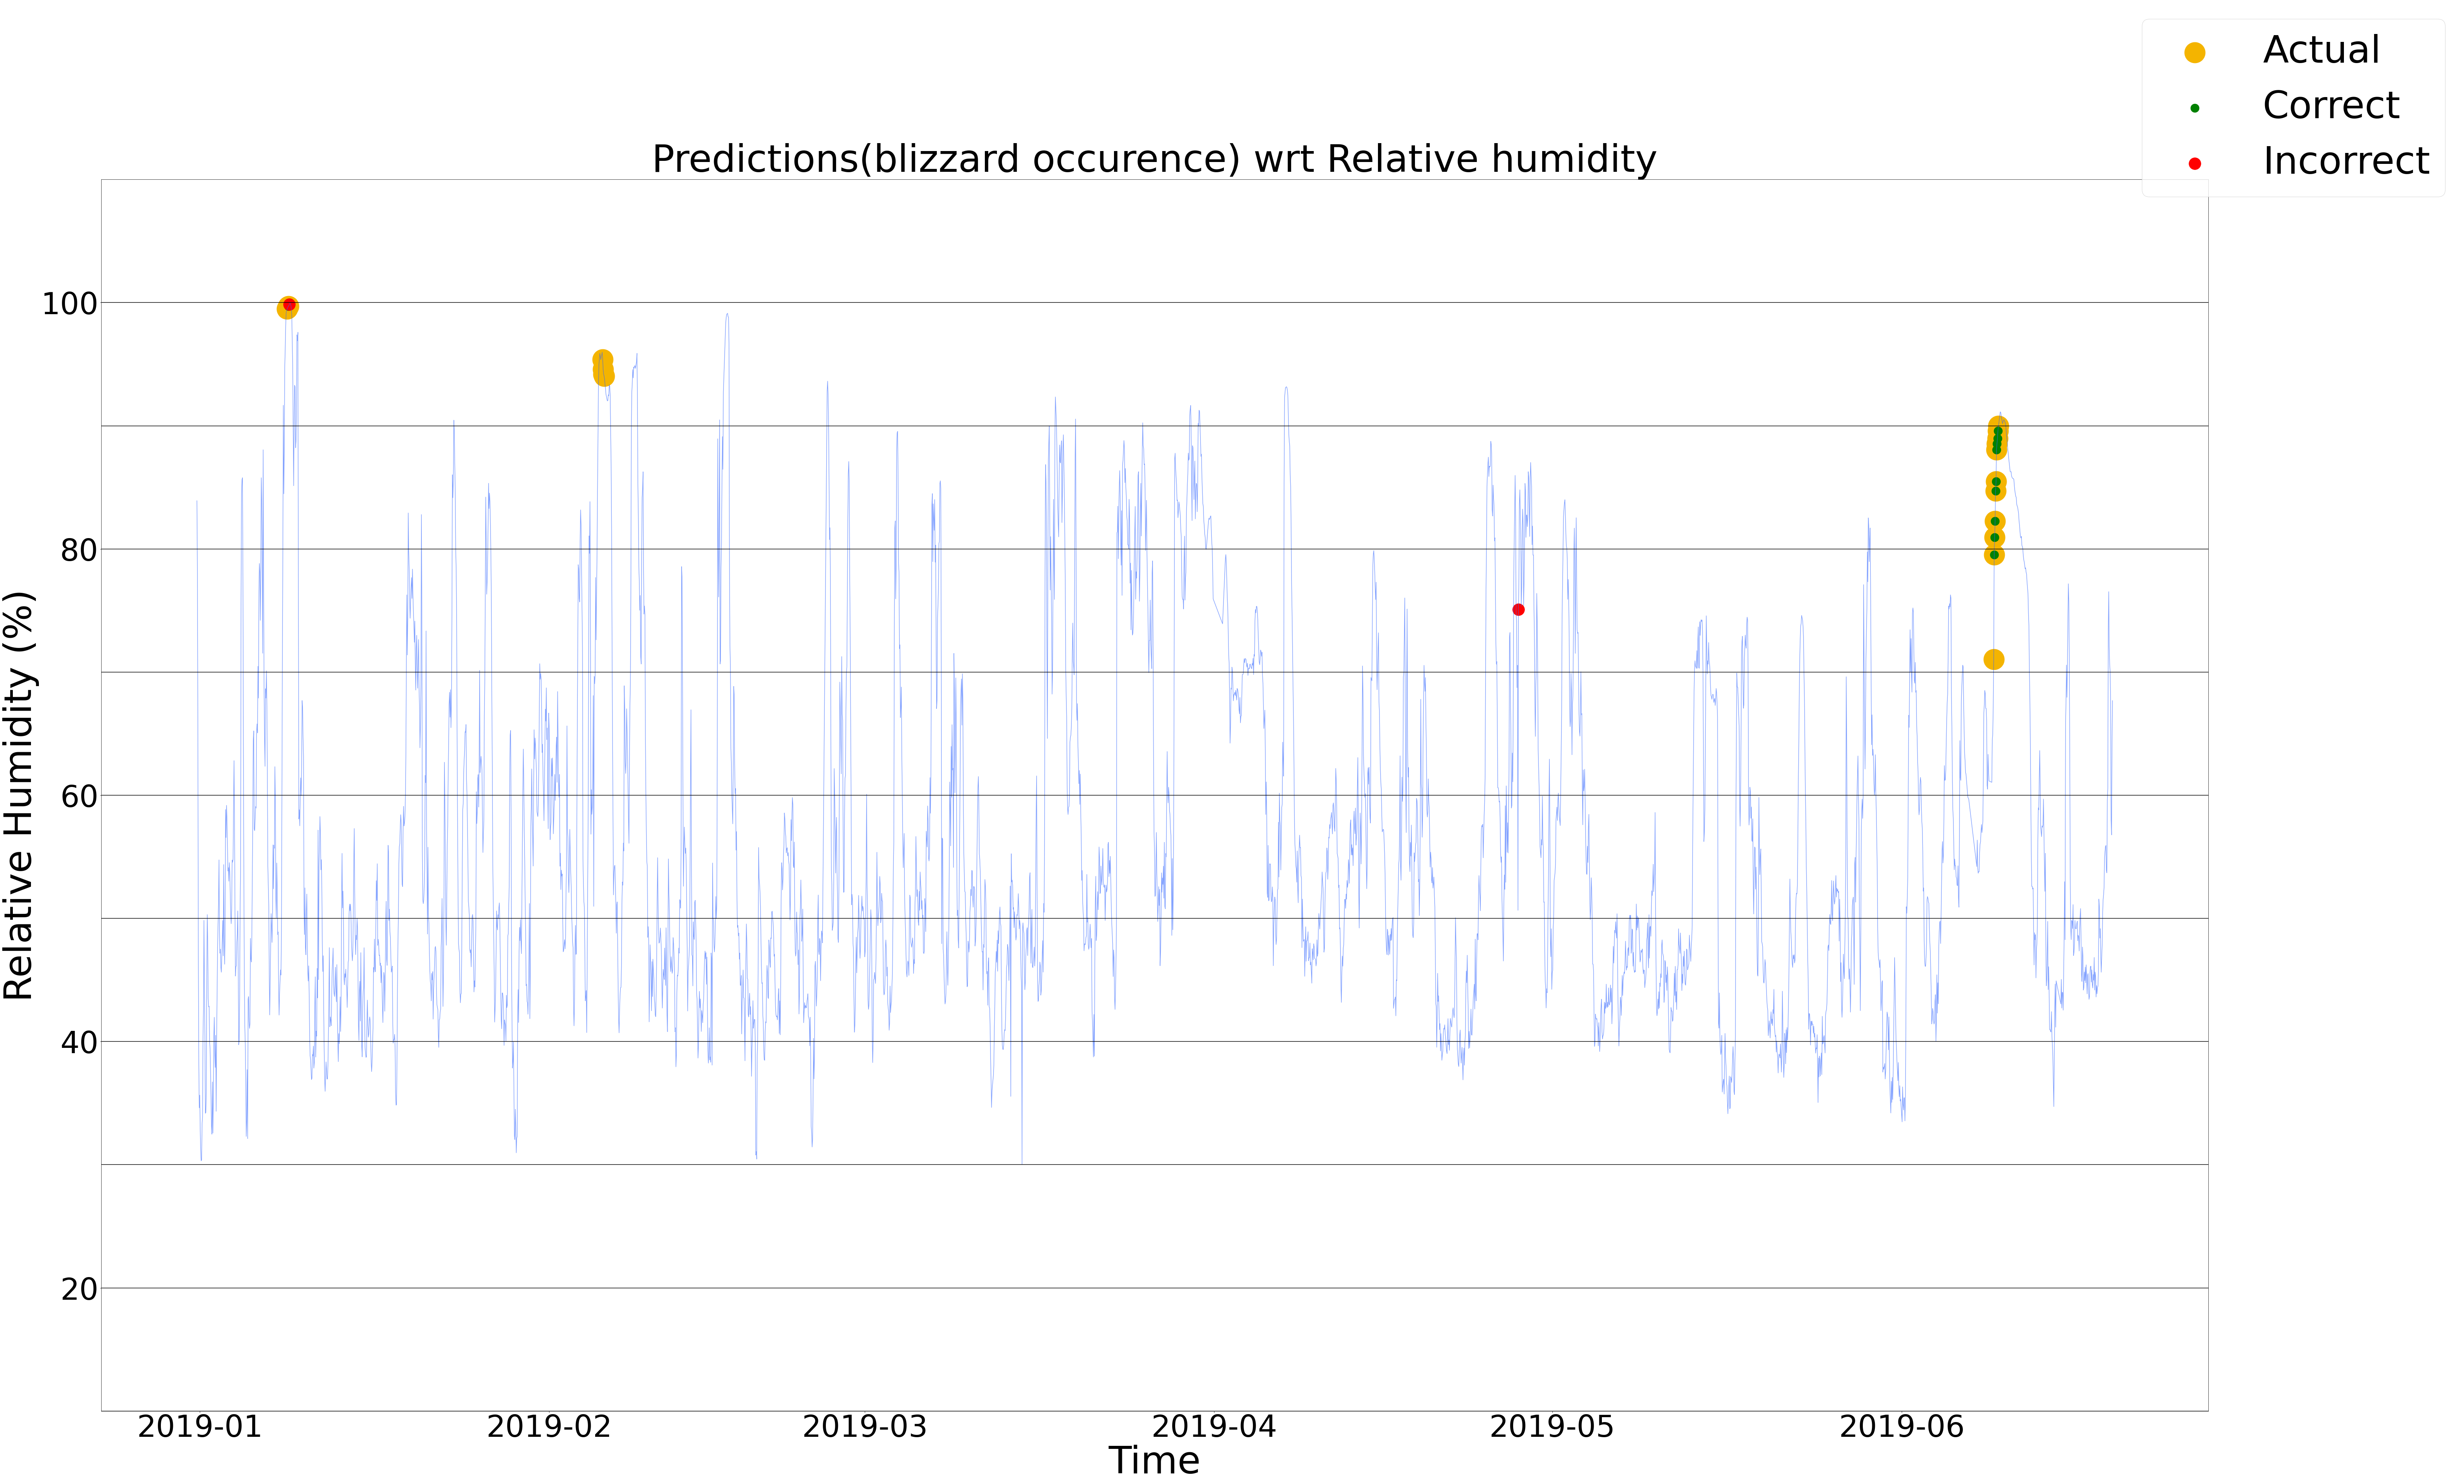 Actual
Correct
Incorrect
Predictions(blizzard occurence) wrt Relative humidity
Relative Humidity (%)
100
80
60
40
20
2019-01
2019-02
2019-03
2019-04
2019-05
2019-06
Time